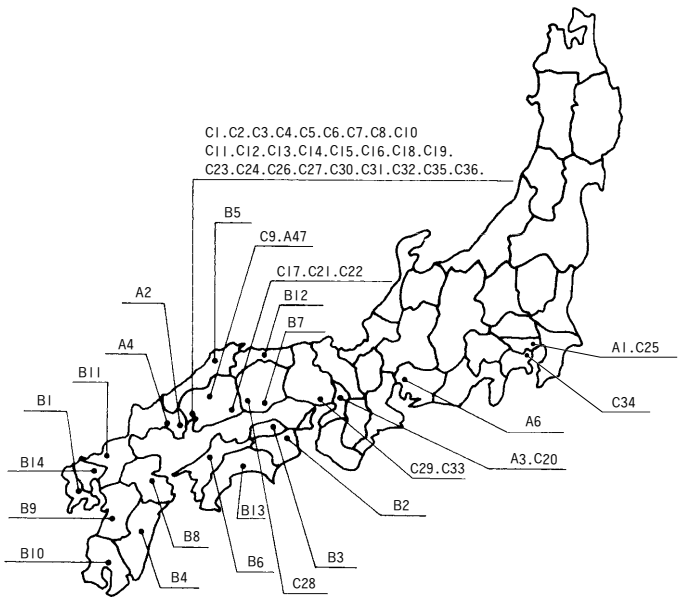 C1.C2.C3.C4.C5.C6.C7.C8.C10
C11.C12.C13.C14.C15.C16.C18.C19.
C23.C24.C26.C27.C30.C31.C32.C35.C36.
B5
C9.A47
C17.C21.C22
A2
B12
B7
A4
B11
B1
A1.C25
C34
A6
B14
A3.C20
C29.C33
B9
B13
B2
B8
B10
B6
B3
B4
C28